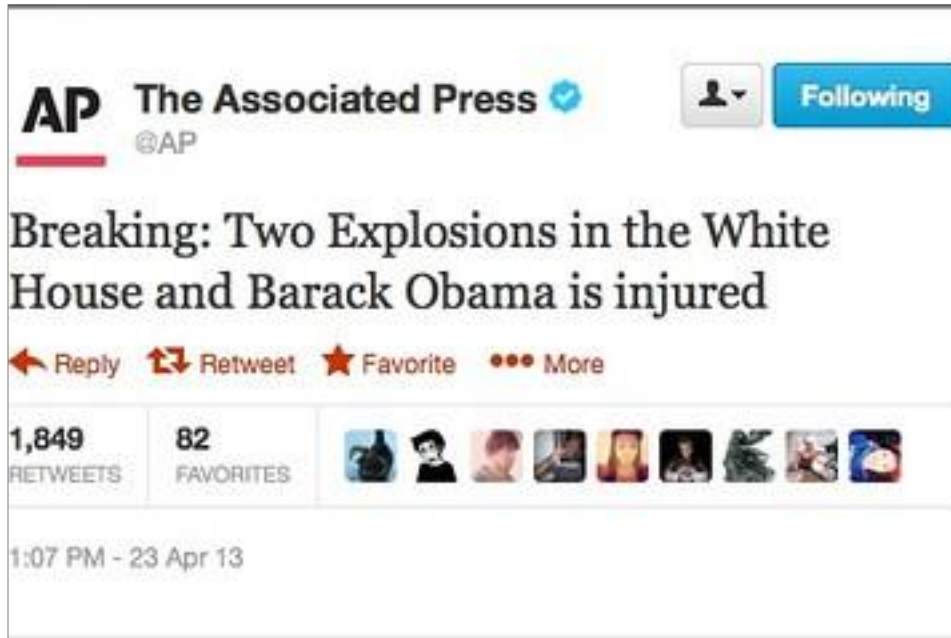 AP
The Associated Press
@AP
Following
Breaking: Two Explosions in the White
House and Barack Obama is injured
Reply Retweet Favorite More
1,849 82
RETWEETS FAVORITES
1:07 PM - 23 Apr 13